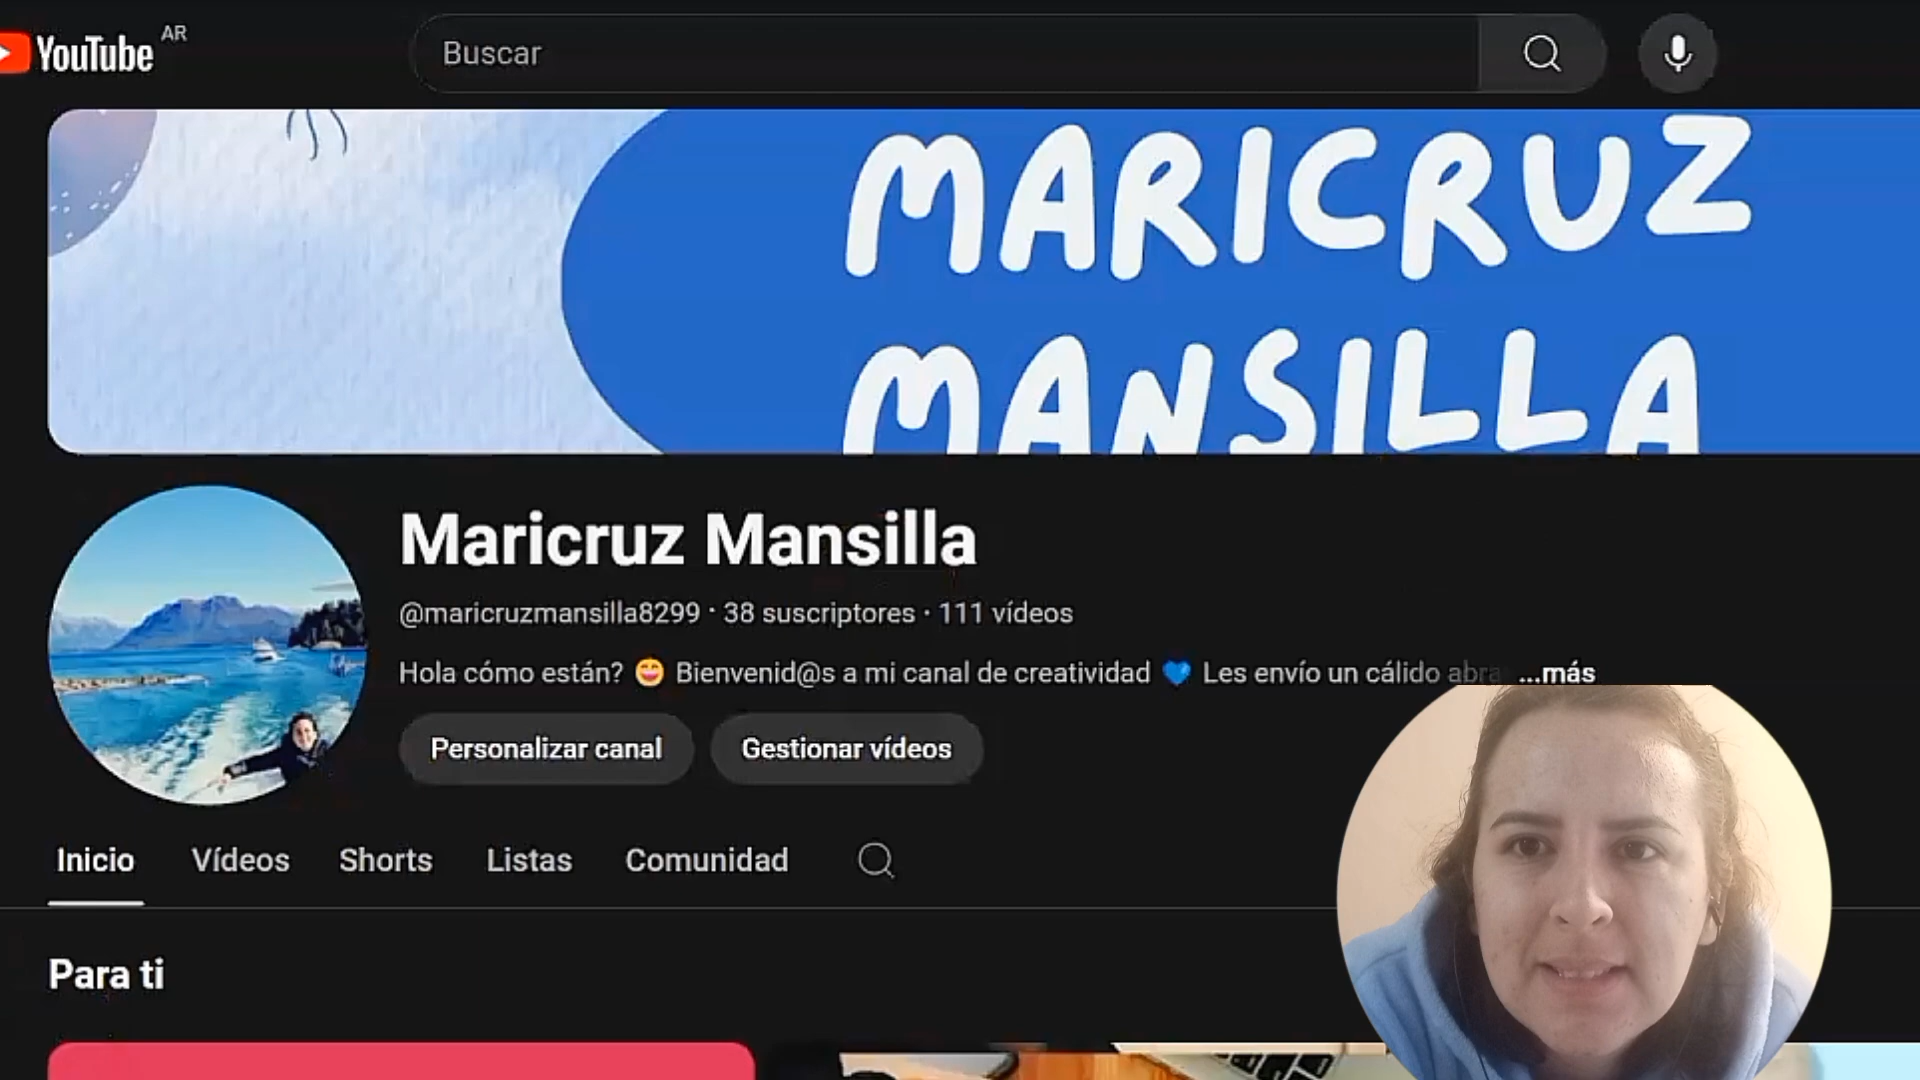 YouTube AR
Buscar
MARICRUZ
MANSILLA
Maricruz Mansilla
@maricruzmansilla8299 · 38 suscriptores · 111 vídeos
Hola cómo están? 😄 Bienvenid@s a mi canal de creatividad 💙 Les envío un cálido abra ...más
Personalizar canal Gestionar vídeos
Inicio Vídeos Shorts Listas Comunidad
Para ti